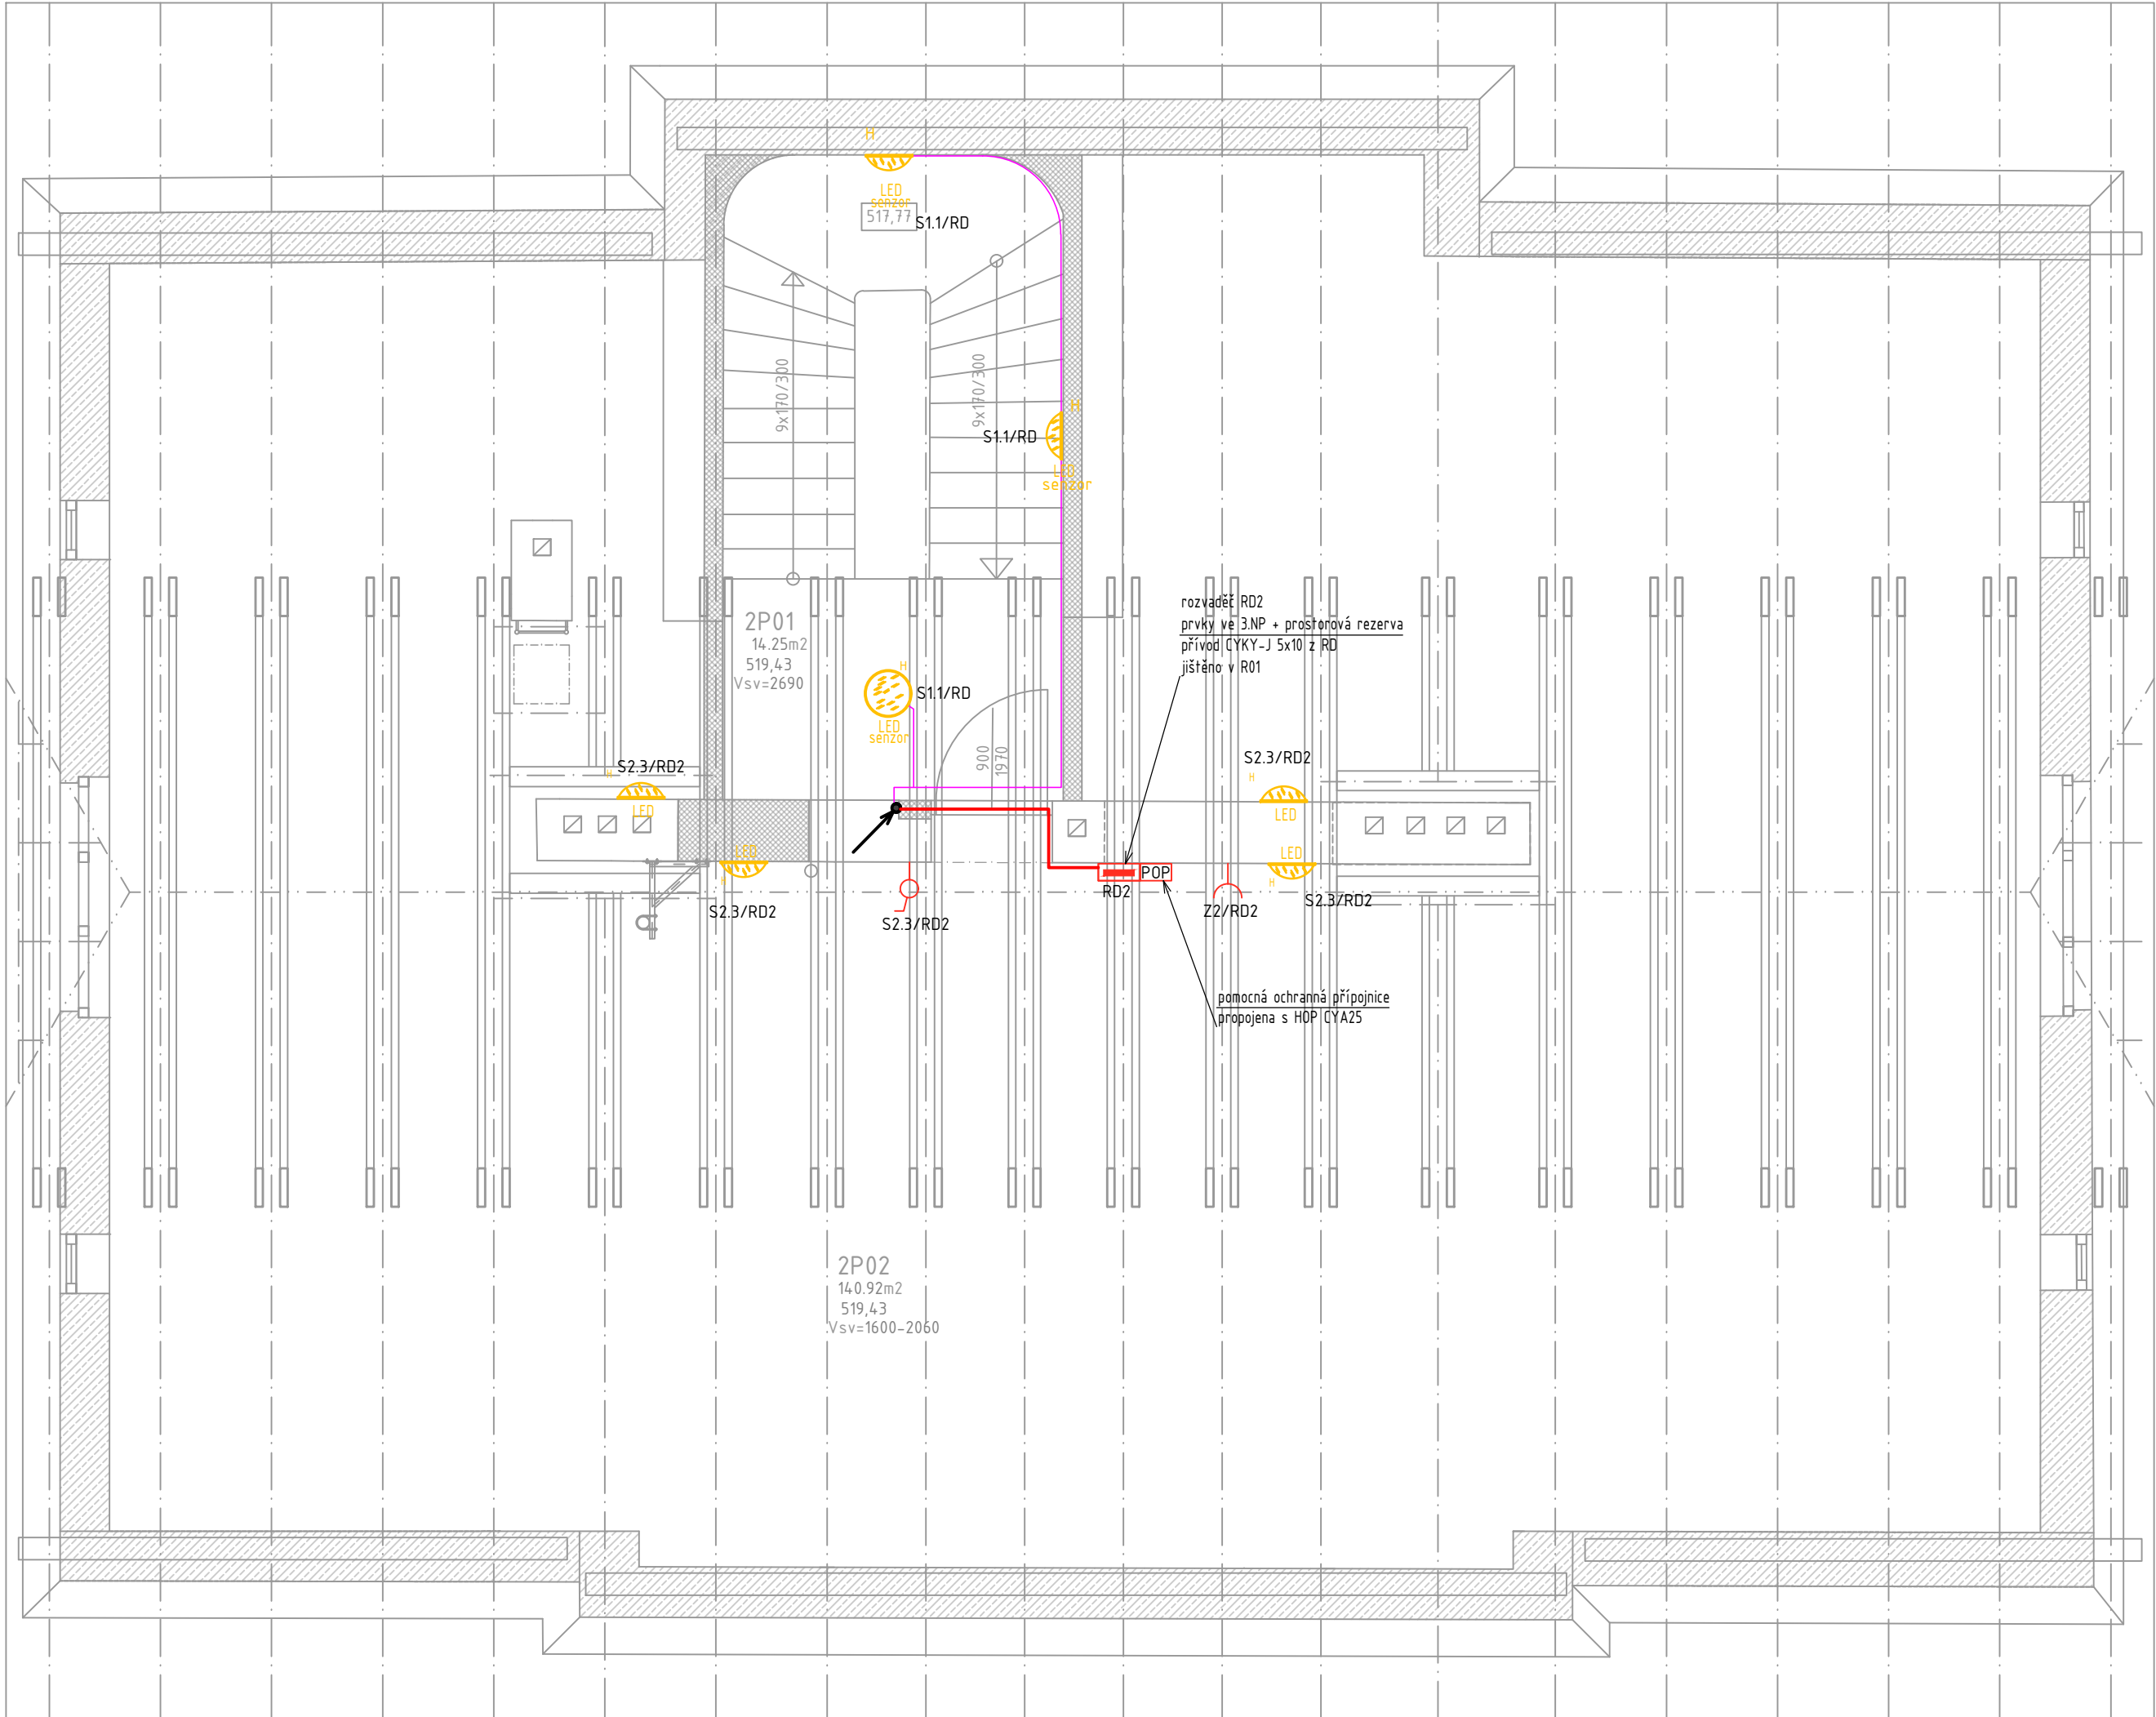 H
LED
senzor
517,77
S1.1/RD
9x170/300
9x170/300
H
S1.1/RD
LED
senzor
rozvaděč RD2
prvky ve 3.NP + prostorová rezerva
přívod CYKY-J 5x10 z RD
jištěno v R01
2P01
14.25m2
519,43
Vsv=2690
H
S1.1/RD
LED
senzor
900
1970
S2.3/RD2
H
LED
S2.3/RD2
H
LED
LED
H
S2.3/RD2
S2.3/RD2
POP
RD2
Z2/RD2
LED
H
S2.3/RD2
pomocná ochranná přípojnice
propojena s HOP CYA25
2P02
140.92m2
519,43
Vsv=1600-2060